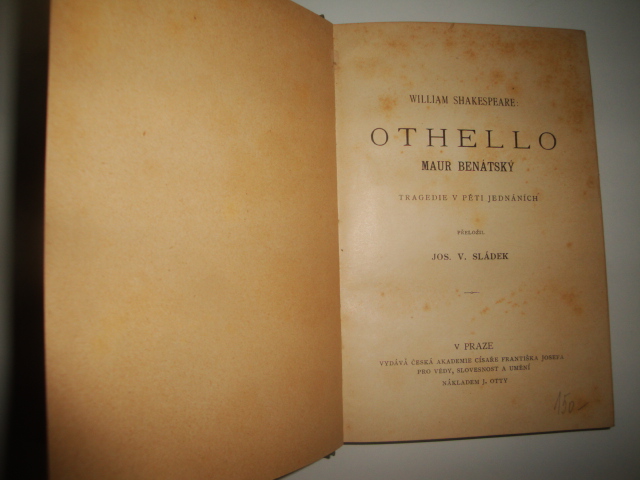 WILLIAM SHAKESPEARE:
OTHELLO
MAUR BENÁTSKÝ
TRAGEDIE V PĚTI JEDNÁNÍCH
PŘELOŽIL
JOS. V. SLÁDEK
V PRAZE
VYDÁVÁ ČESKÁ AKADEMIE CÍSAŘE FRANTIŠKA JOSEFA
PRO VĚDY, SLOVESNOST A UMĚNÍ
NÁKLADEM J. OTTY
150